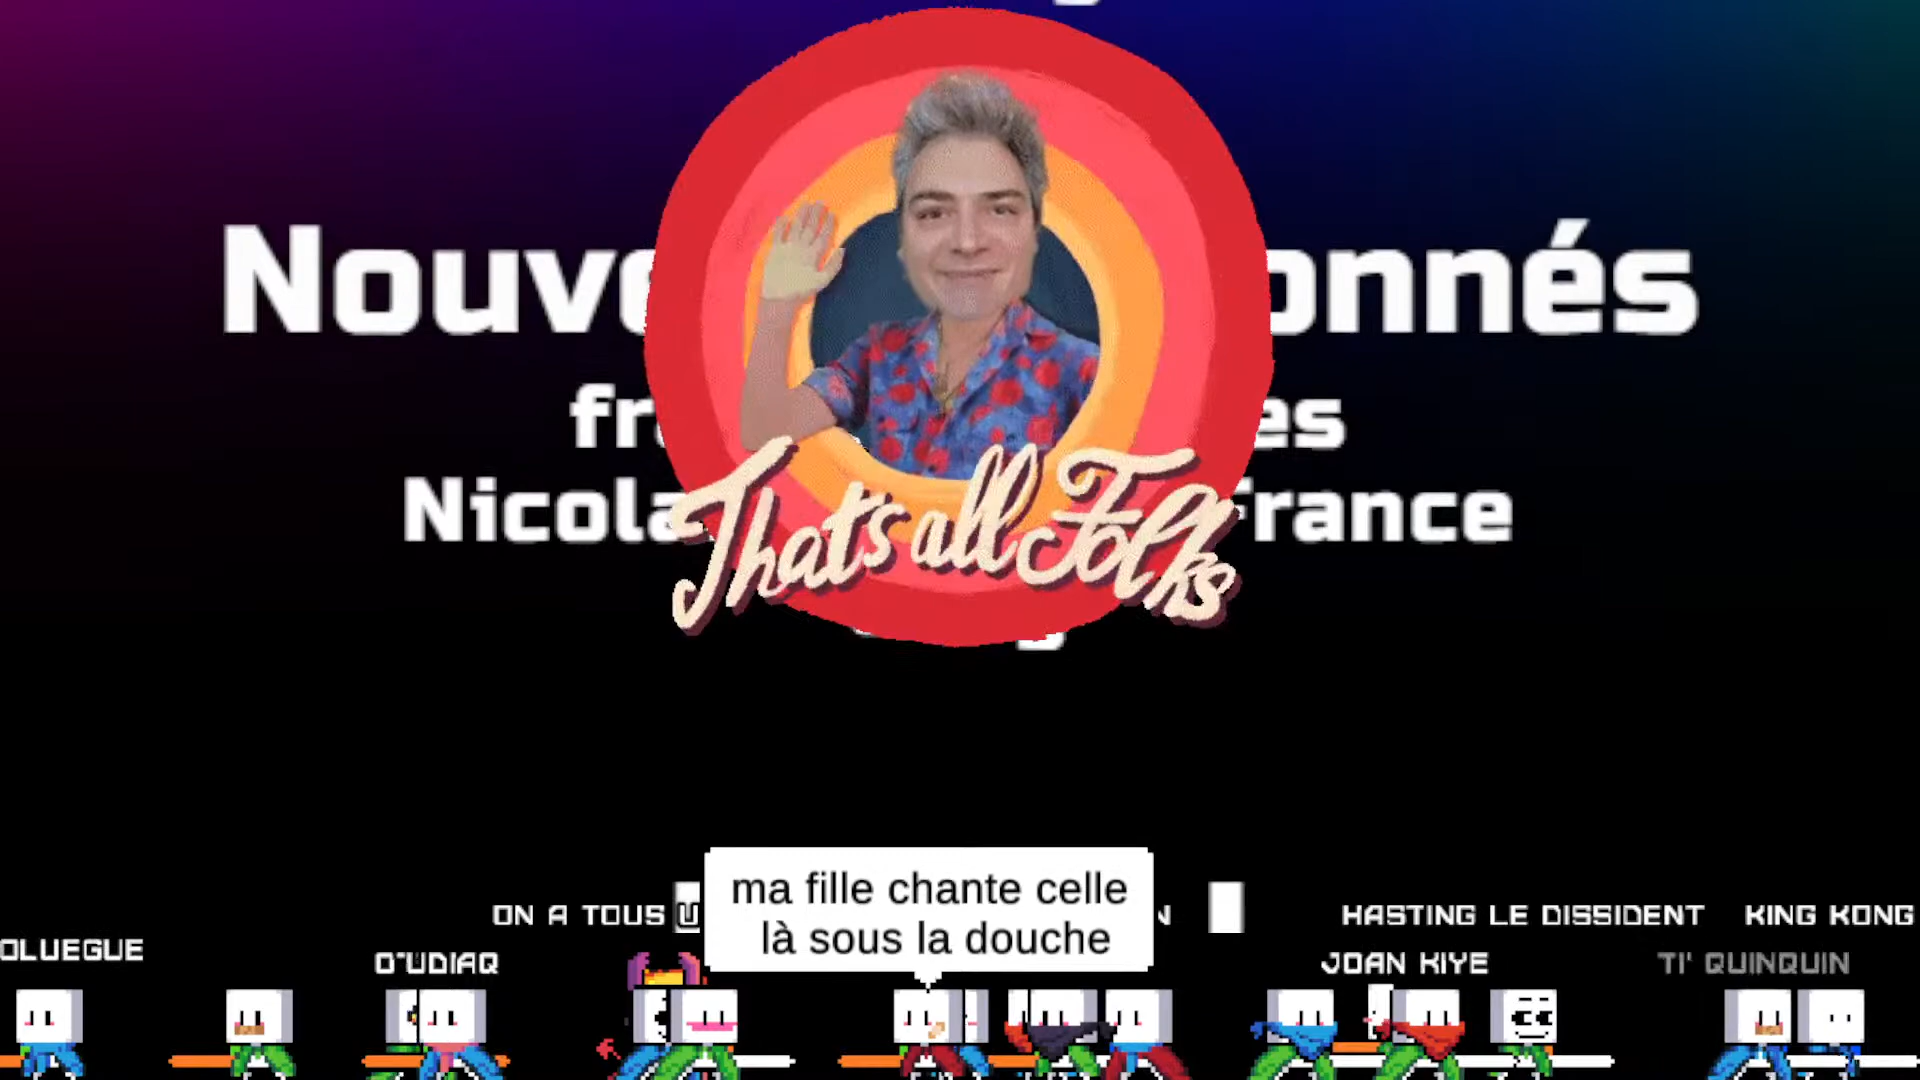 Nouve onnés
fr es
Nicola France
That's all Folks
ma fille chante celle
là sous la douche
ON A TOUS U N
HASTING LE DISSIDENT
KING KONG
OLUEGUE
O'UDIAQ
JOAN KIYE
TI' QUINQUIN